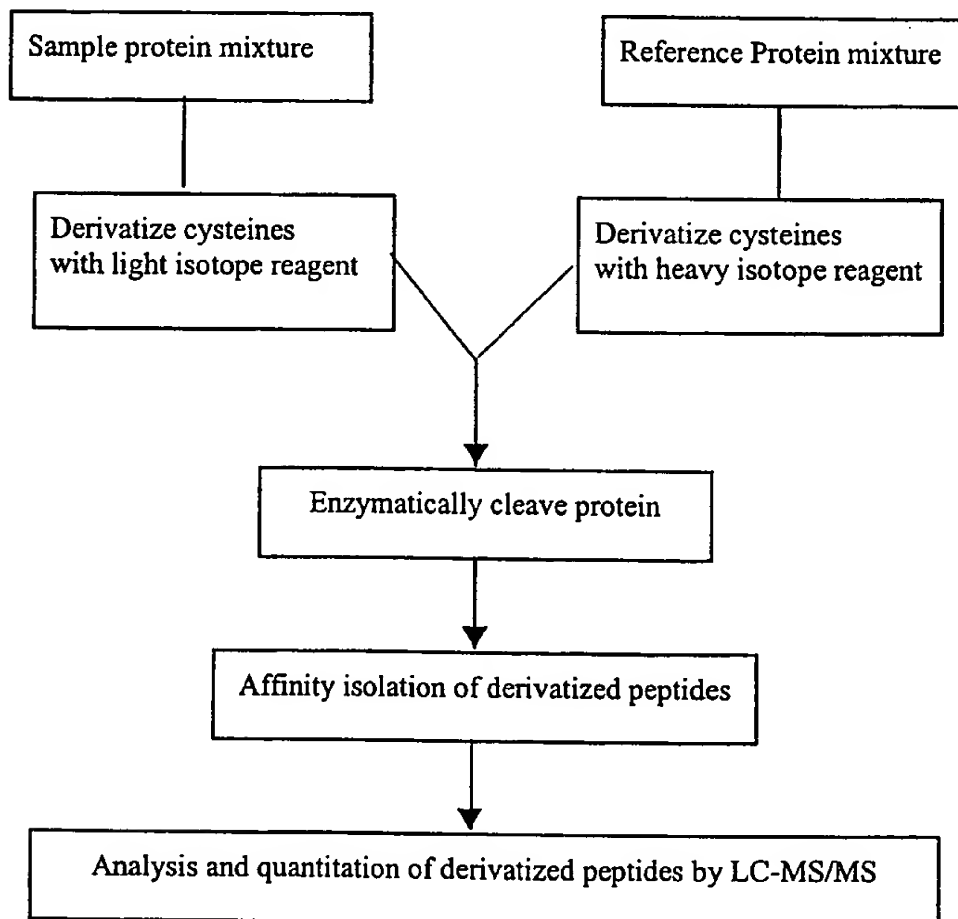 Sample protein mixture
Reference Protein mixture
Derivatize cysteines
with light isotope reagent
Derivatize cysteines
with heavy isotope reagent
Enzymatically cleave protein
Affinity isolation of derivatized peptides
Analysis and quantitation of derivatized peptides by LC-MS/MS